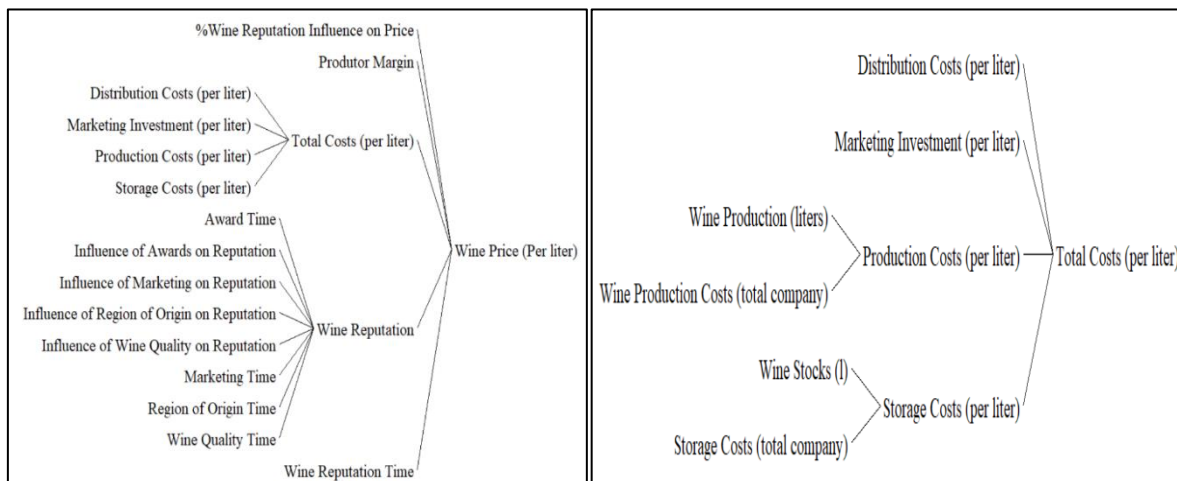 %Wine Reputation Influence on Price
Produtor Margin
Distribution Costs (per liter)
Marketing Investment (per liter)
Total Costs (per liter)
Production Costs (per liter)
Storage Costs (per liter)
Award Time
Influence of Awards on Reputation
Wine Price (Per liter)
Influence of Marketing on Reputation
Influence of Region of Origin on Reputation
Wine Reputation
Influence of Wine Quality on Reputation
Marketing Time
Region of Origin Time
Wine Quality Time
Wine Reputation Time
Distribution Costs (per liter)
Marketing Investment (per liter)
Wine Production (liters)
Production Costs (per liter)
Total Costs (per liter)
Wine Production Costs (total company)
Wine Stocks (l)
Storage Costs (per liter)
Storage Costs (total company)